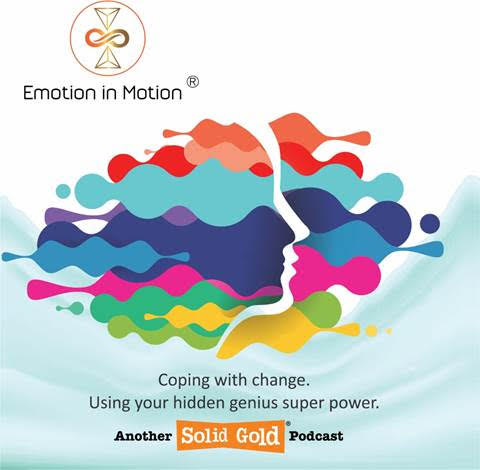 Emotion in Motion ®
Coping with change.
Using your hidden genius super power.
Another Solid Gold® Podcast